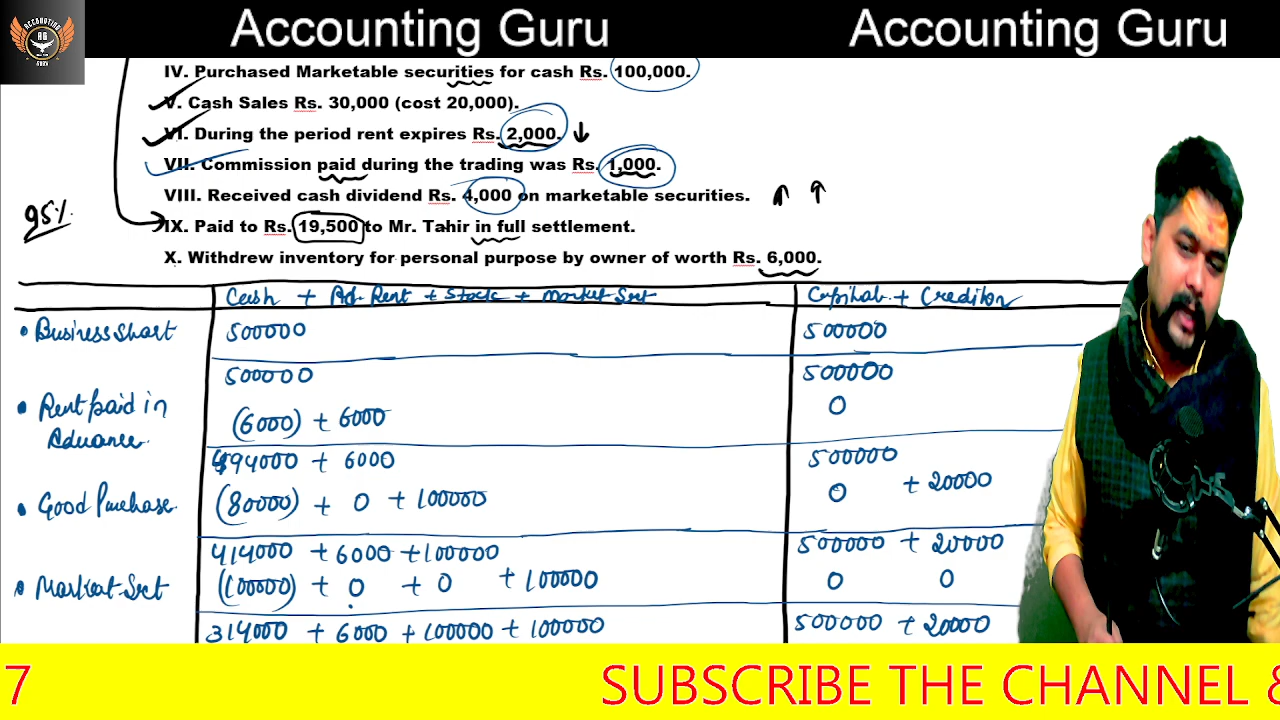 Accounting Guru
Accounting Guru
ACCOUNTING
AG
GURU
IV. Purchased Marketable securities for cash Rs. 100,000.
V. Cash Sales Rs. 30,000 (cost 20,000).
VI. During the period rent expires Rs. 2,000.
VII. Commission paid during the trading was Rs. 1,000.
VIII. Received cash dividend Rs. 4,000 on marketable securities.
95%
IX. Paid to Rs. 19,500 to Mr. Tahir in full settlement.
X. Withdrew inventory for personal purpose by owner of worth Rs. 6,000.
Cash + Ad. Rent + Stock + Market Sect
Capital + Creditor
• Business Start 500000 500000
500000 500000
• Rent paid in Advance (6000) + 6000 0
494000 + 6000 500000
• Good Purchase (80000) + 0 + 100000 0 + 20000
414000 + 6000 + 100000 500000 + 20000
• Market Sect (100000) + 0 + 0 + 100000 0 0
314000 + 6000 + 100000 + 100000 500000 + 20000
7 SUBSCRIBE THE CHANNEL &